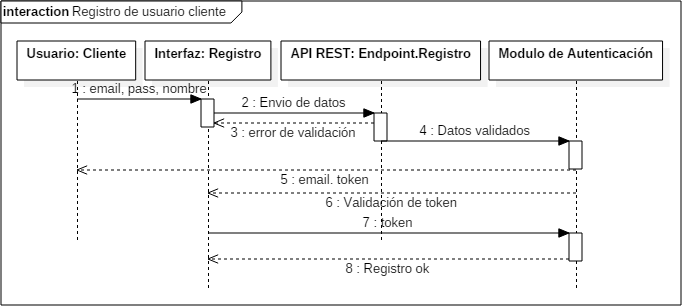 interaction Registro de usuario cliente
Usuario: Cliente
Interfaz: Registro
API REST: Endpoint.Registro
Modulo de Autenticación
1 : email, pass, nombre
2 : Envio de datos
3 : error de validación
4 : Datos validados
5 : email. token
6 : Validación de token
7 : token
8 : Registro ok